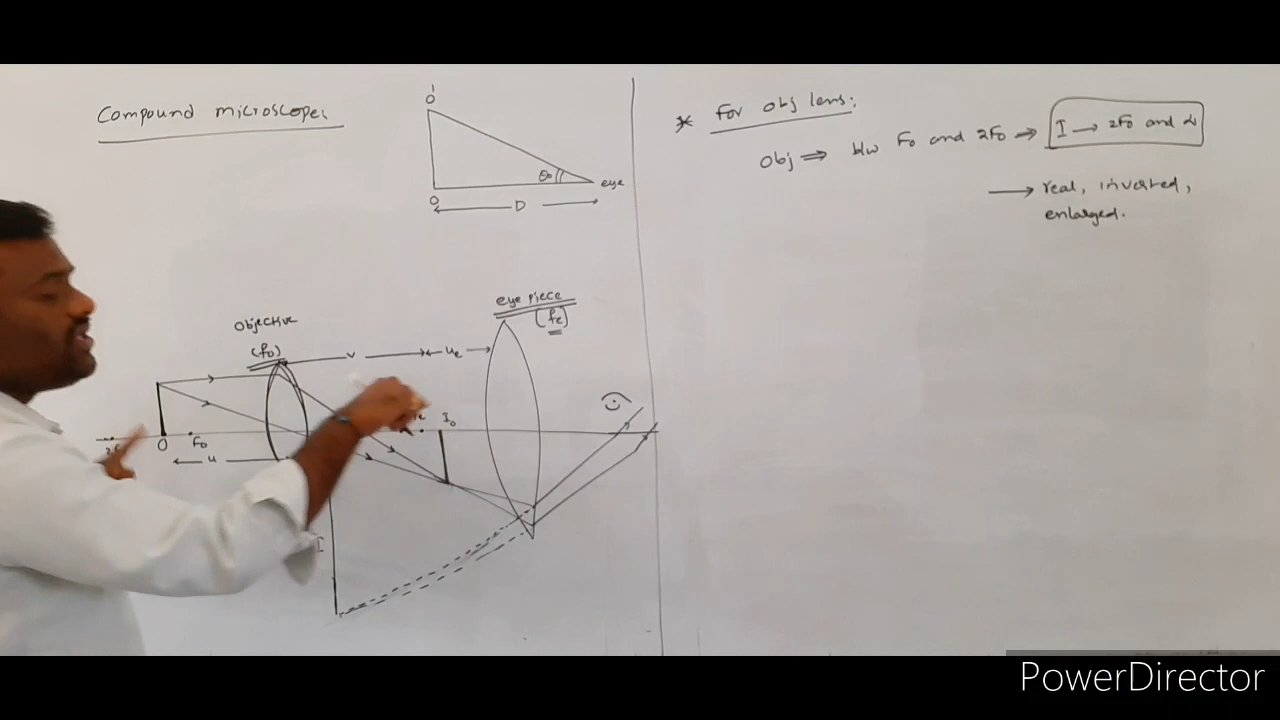 Compound microscope:
O'
θo
eye
O
D
Objective
(fo)
v
ue
eye piece
(fe)
O
Fo
u
Io
I
* For obj lens:
Obj ⇒ b/w Fo and 2Fo ⇒ I → 2Fo and ∞
→ real, inverted,
enlarged.
PowerDirector